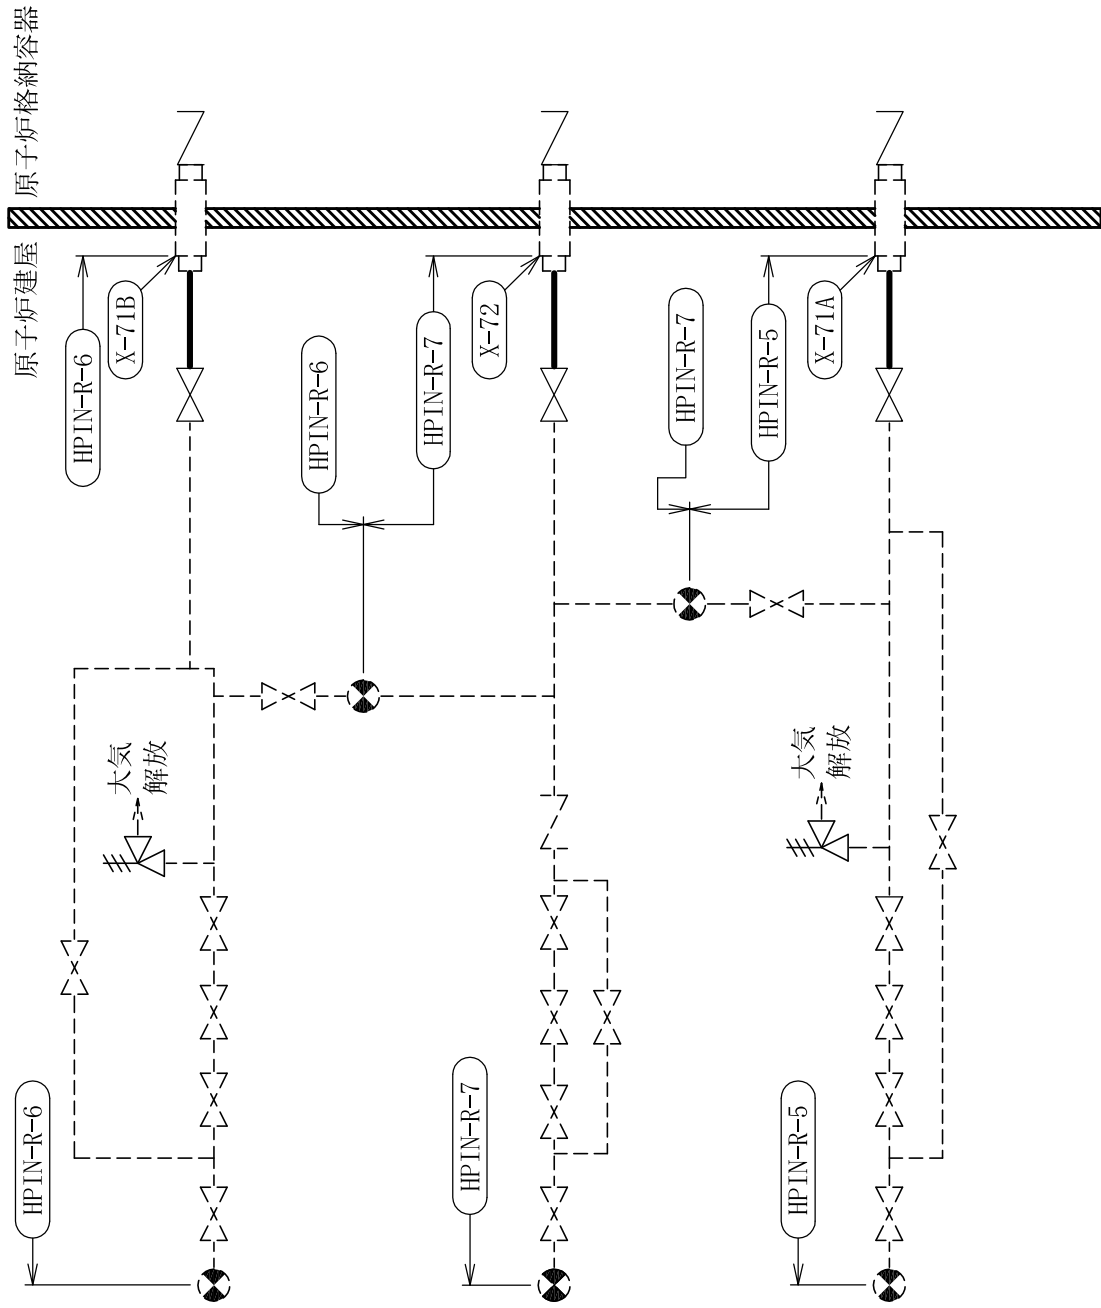 原子炉格納容器
原子炉建屋
HPIN-R-6
X-71B
HPIN-R-6
HPIN-R-7
X-72
HPIN-R-7
HPIN-R-5
X-71A
大気
解放
大気
解放
HPIN-R-6
HPIN-R-7
HPIN-R-5